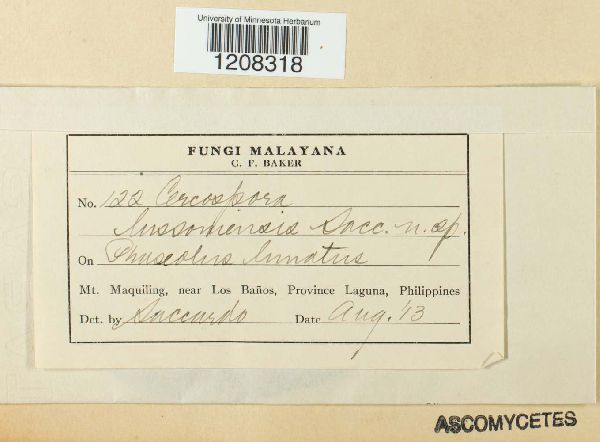 University of Minnesota Herbarium
1208318
FUNGI MALAYANA
C. F. BAKER
No. 122 Cercospora
lussoniensis Sacc. n. sp.
On Phaseolus lunatus
Mt. Maquiling, near Los Baños, Province Laguna, Philippines
Det. by Saccardo Date Aug. '13
ASCOMYCETES